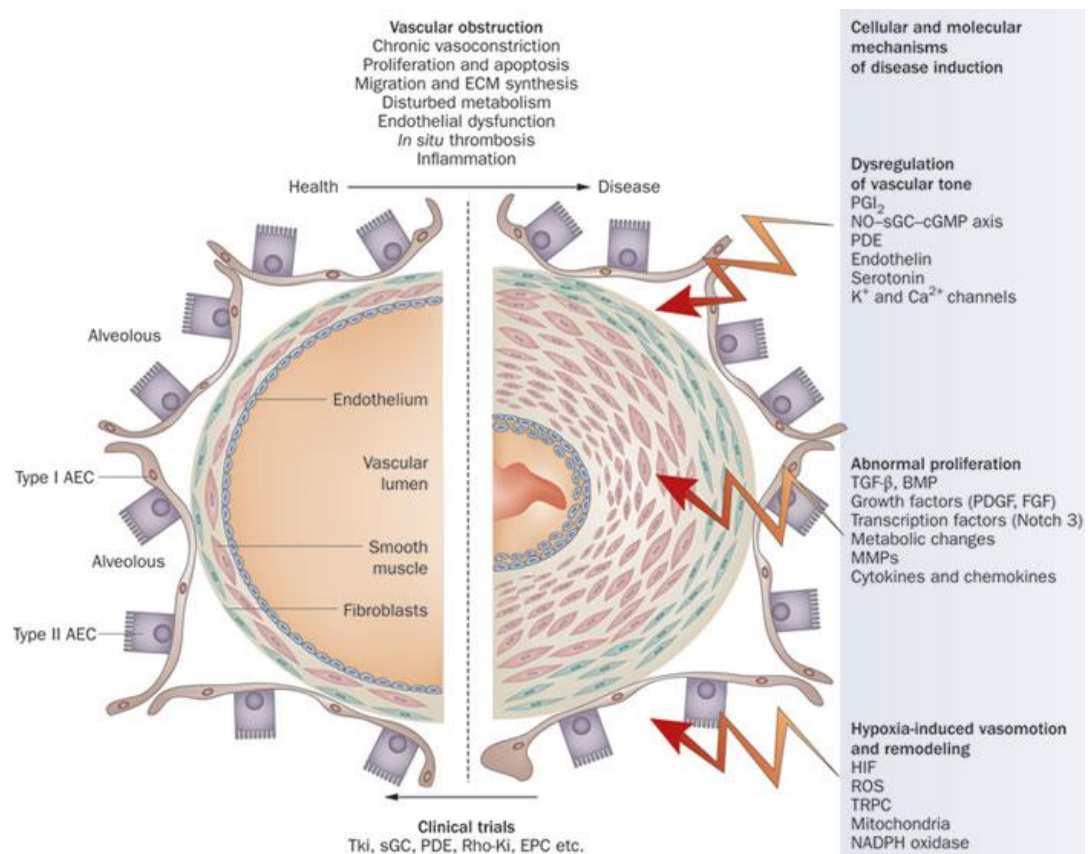 Vascular obstruction
Chronic vasoconstriction
Proliferation and apoptosis
Migration and ECM synthesis
Disturbed metabolism
Endothelial dysfunction
In situ thrombosis
Inflammation
Health
Disease
Alveolous
Endothelium
Type I AEC
Vascular
lumen
Alveolous
Smooth
muscle
Fibroblasts
Type II AEC
Clinical trials
Tki, sGC, PDE, Rho-Ki, EPC etc.
Cellular and molecular
mechanisms
of disease induction
Dysregulation
of vascular tone
PGI₂
NO–sGC–cGMP axis
PDE
Endothelin
Serotonin
K⁺ and Ca²⁺ channels
Abnormal proliferation
TGF-β, BMP
Growth factors (PDGF, FGF)
Transcription factors (Notch 3)
Metabolic changes
MMPs
Cytokines and chemokines
Hypoxia-induced vasomotion
and remodeling
HIF
ROS
TRPC
Mitochondria
NADPH oxidase